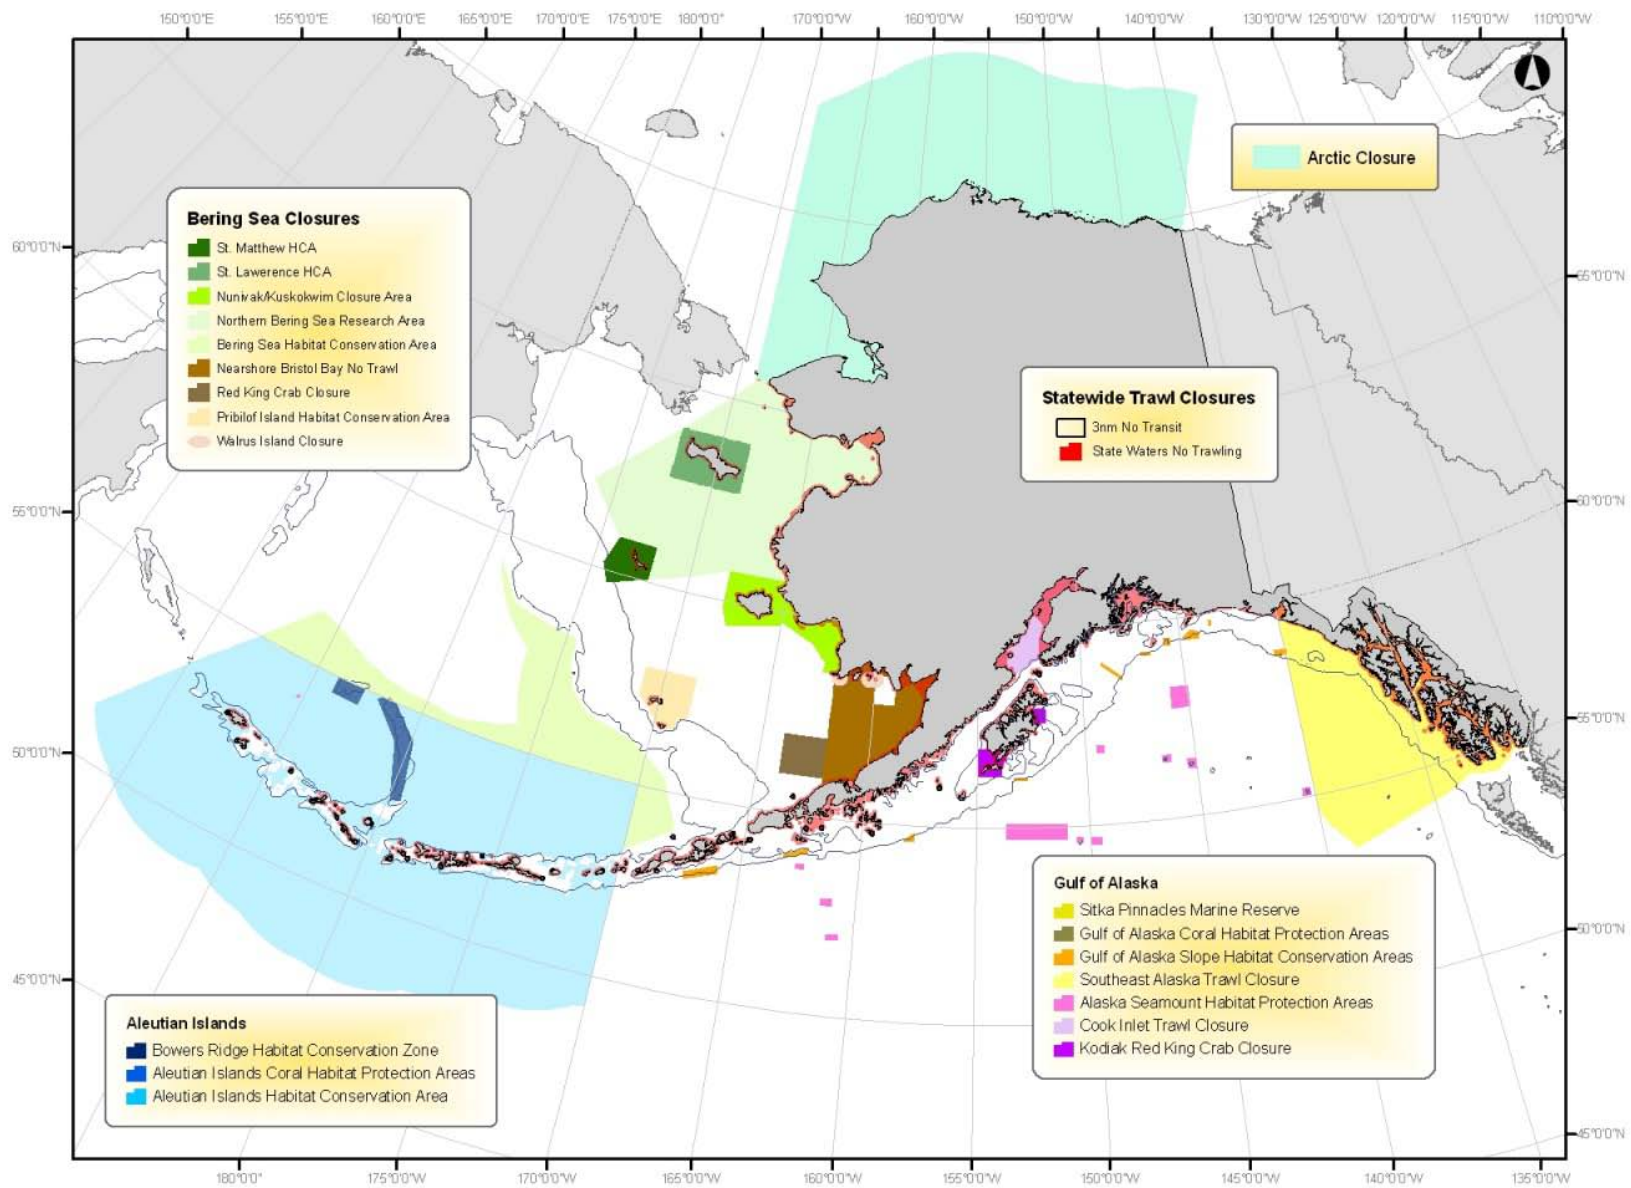 150°0'0"W 155°0'0"W 160°0'0"W 165°0'0"W 170°0'0"W 175°0'0"W 180°0'0"W 170°0'0"W 160°0'0"W 150°0'0"W 140°0'0"W 130°0'0"W 125°0'0"W 120°0'0"W 115°0'0"W 110°0'0"W
Arctic Closure
Bering Sea Closures
St. Matthew HCA
St. Lawerence HCA
Nunivak/Kuskokwim Closure Area
Northern Bering Sea Research Area
Bering Sea Habitat Conservation Area
Nearshore Bristol Bay No Trawl
Red King Crab Closure
Pribilof Island Habitat Conservation Area
Walrus Island Closure
60°0'0"N
55°0'0"N
50°0'0"N
45°0'0"N
65°0'0"N
60°0'0"N
55°0'0"N
50°0'0"N
45°0'0"N
Statewide Trawl Closures
3nm No Transit
State Waters No Trawling
Gulf of Alaska
Sitka Pinnacles Marine Reserve
Gulf of Alaska Coral Habitat Protection Areas
Gulf of Alaska Slope Habitat Conservation Areas
Southeast Alaska Trawl Closure
Alaska Seamount Habitat Protection Areas
Cook Inlet Trawl Closure
Kodiak Red King Crab Closure
Aleutian Islands
Bowers Ridge Habitat Conservation Zone
Aleutian Islands Coral Habitat Protection Areas
Aleutian Islands Habitat Conservation Area
180°0'0" 175°0'0"W 170°0'0"W 165°0'0"W 160°0'0"W 155°0'0"W 150°0'0"W 145°0'0"W 140°0'0"W 135°0'0"W